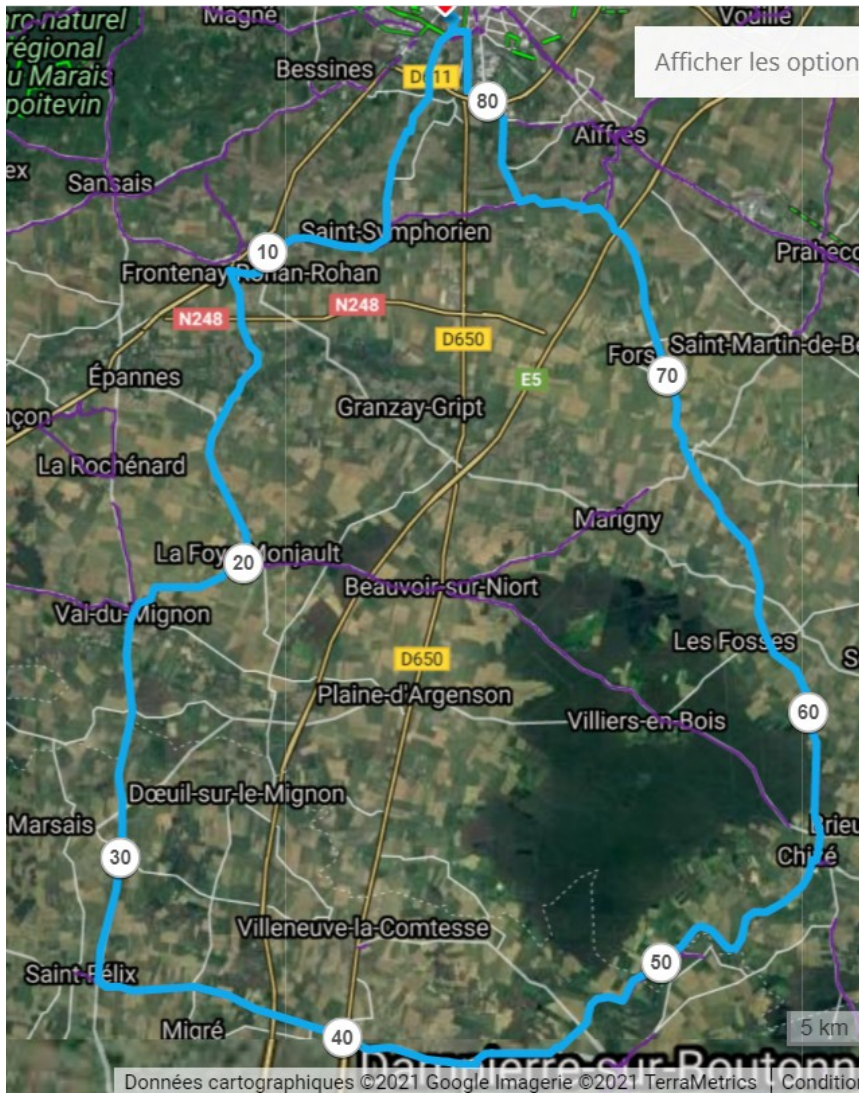 Magné
Vouillé
rc naturel
régional
u Marais
poitevin
Afficher les option
Bessines
D611
80
Aiffres
ex
Sansais
10
Saint-Symphorien
Prahecq
Frontenay-Rohan-Rohan
N248
N248
D650
Fors
Saint-Martin-de-Be
Épannes
70
E5
nçon
Granzay-Gript
La Rochénard
Marigny
La Foye-Monjault
20
Beauvoir-sur-Niort
Val-du-Mignon
Les Fosses
S
D650
Plaine-d'Argenson
60
Villiers-en-Bois
Dœuil-sur-le-Mignon
Marsais
Brieu
30
Chizé
Villeneuve-la-Comtesse
50
Saint-Félix
5 km
Migré
40
Dampierre-sur-Boutonn
Données cartographiques ©2021 Google Imagerie ©2021 TerraMetrics
Condition